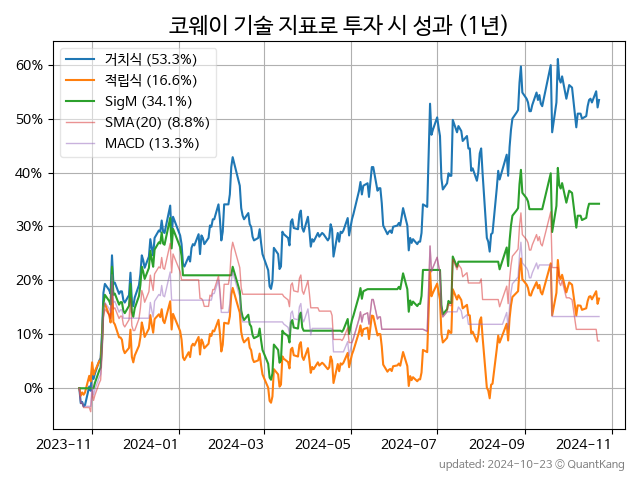 코웨이 기술 지표로 투자 시 성과 (1년)
거치식 (53.3%)
적립식 (16.6%)
SigM (34.1%)
SMA(20) (8.8%)
MACD (13.3%)
60%
50%
40%
30%
20%
10%
0%
2023-11 2024-01 2024-03 2024-05 2024-07 2024-09 2024-11
updated: 2024-10-23 ⓒ QuantKang